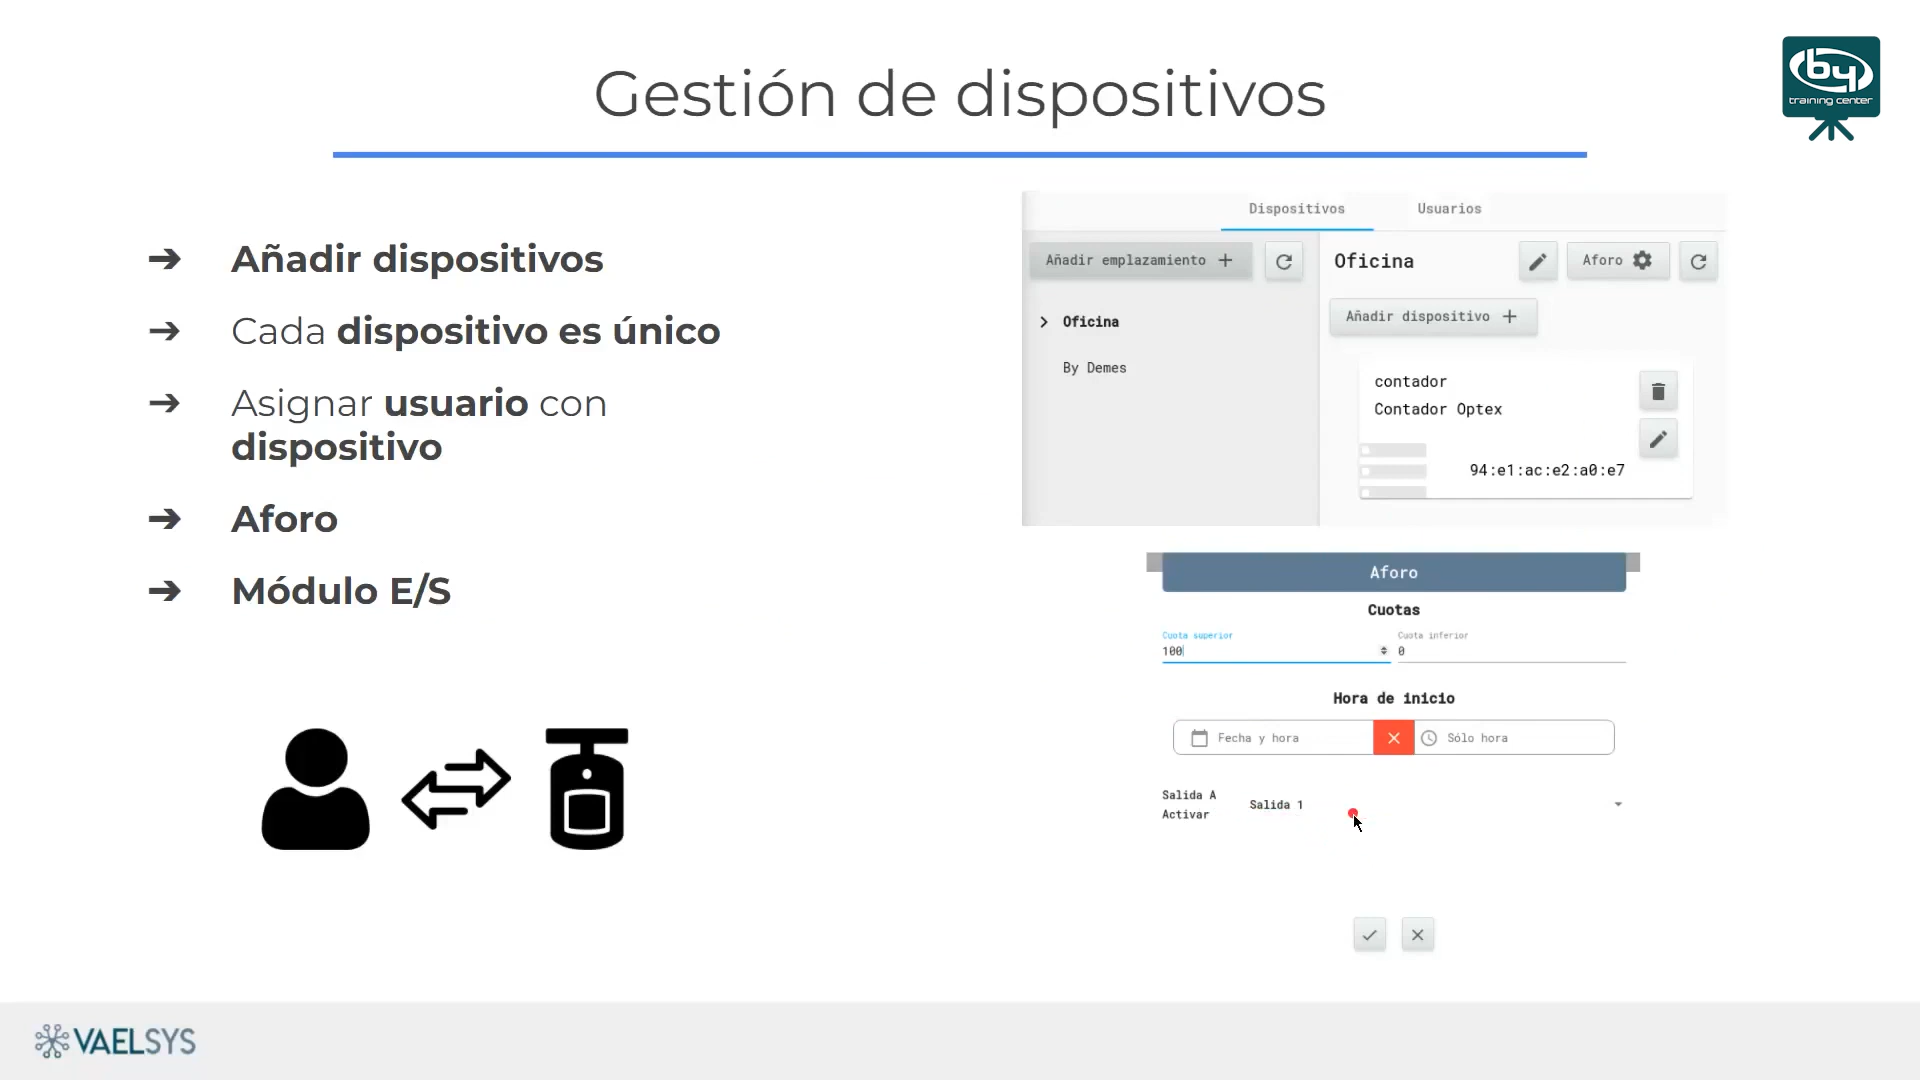 Gestión de dispositivos
by
training center
➔ Añadir dispositivos
➔ Cada dispositivo es único
➔ Asignar usuario con
dispositivo
➔ Aforo
➔ Módulo E/S
Dispositivos Usuarios
Añadir emplazamiento +
Oficina
By Demes
Oficina Aforo
Añadir dispositivo +
contador
Contador Optex
94:e1:ac:e2:a0:e7
Aforo
Cuotas
Cuota superior Cuota inferior
100 0
Hora de inicio
Fecha y hora Sólo hora
Salida A
Activar
Salida 1
VAELSYS